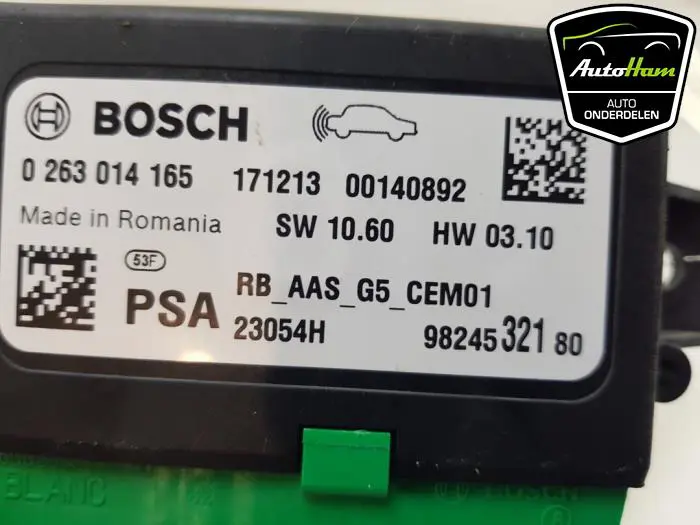 AutoHam
AUTO
ONDERDELEN
BOSCH
0 263 014 165 171213 00140892
Made in Romania SW 10.60 HW 03.10
53F
PSA RB_AAS_G5_CEM01
23054H 98245 321 80
BLANC
BOSCH